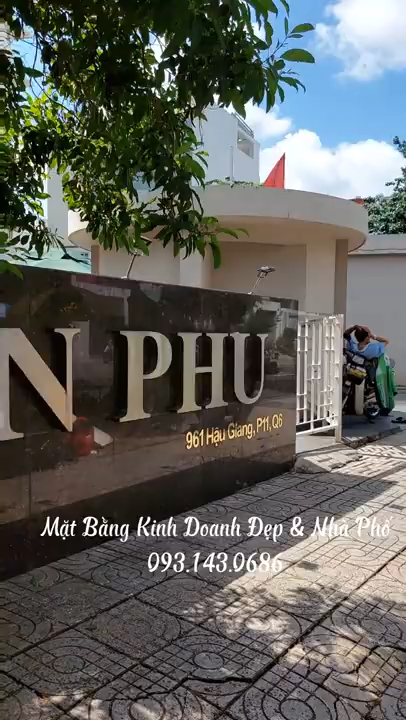 N PHU
961 Hậu Giang, P11, Q6
Mặt Bằng Kinh Doanh Đẹp & Nhà Phố
093.143.0686